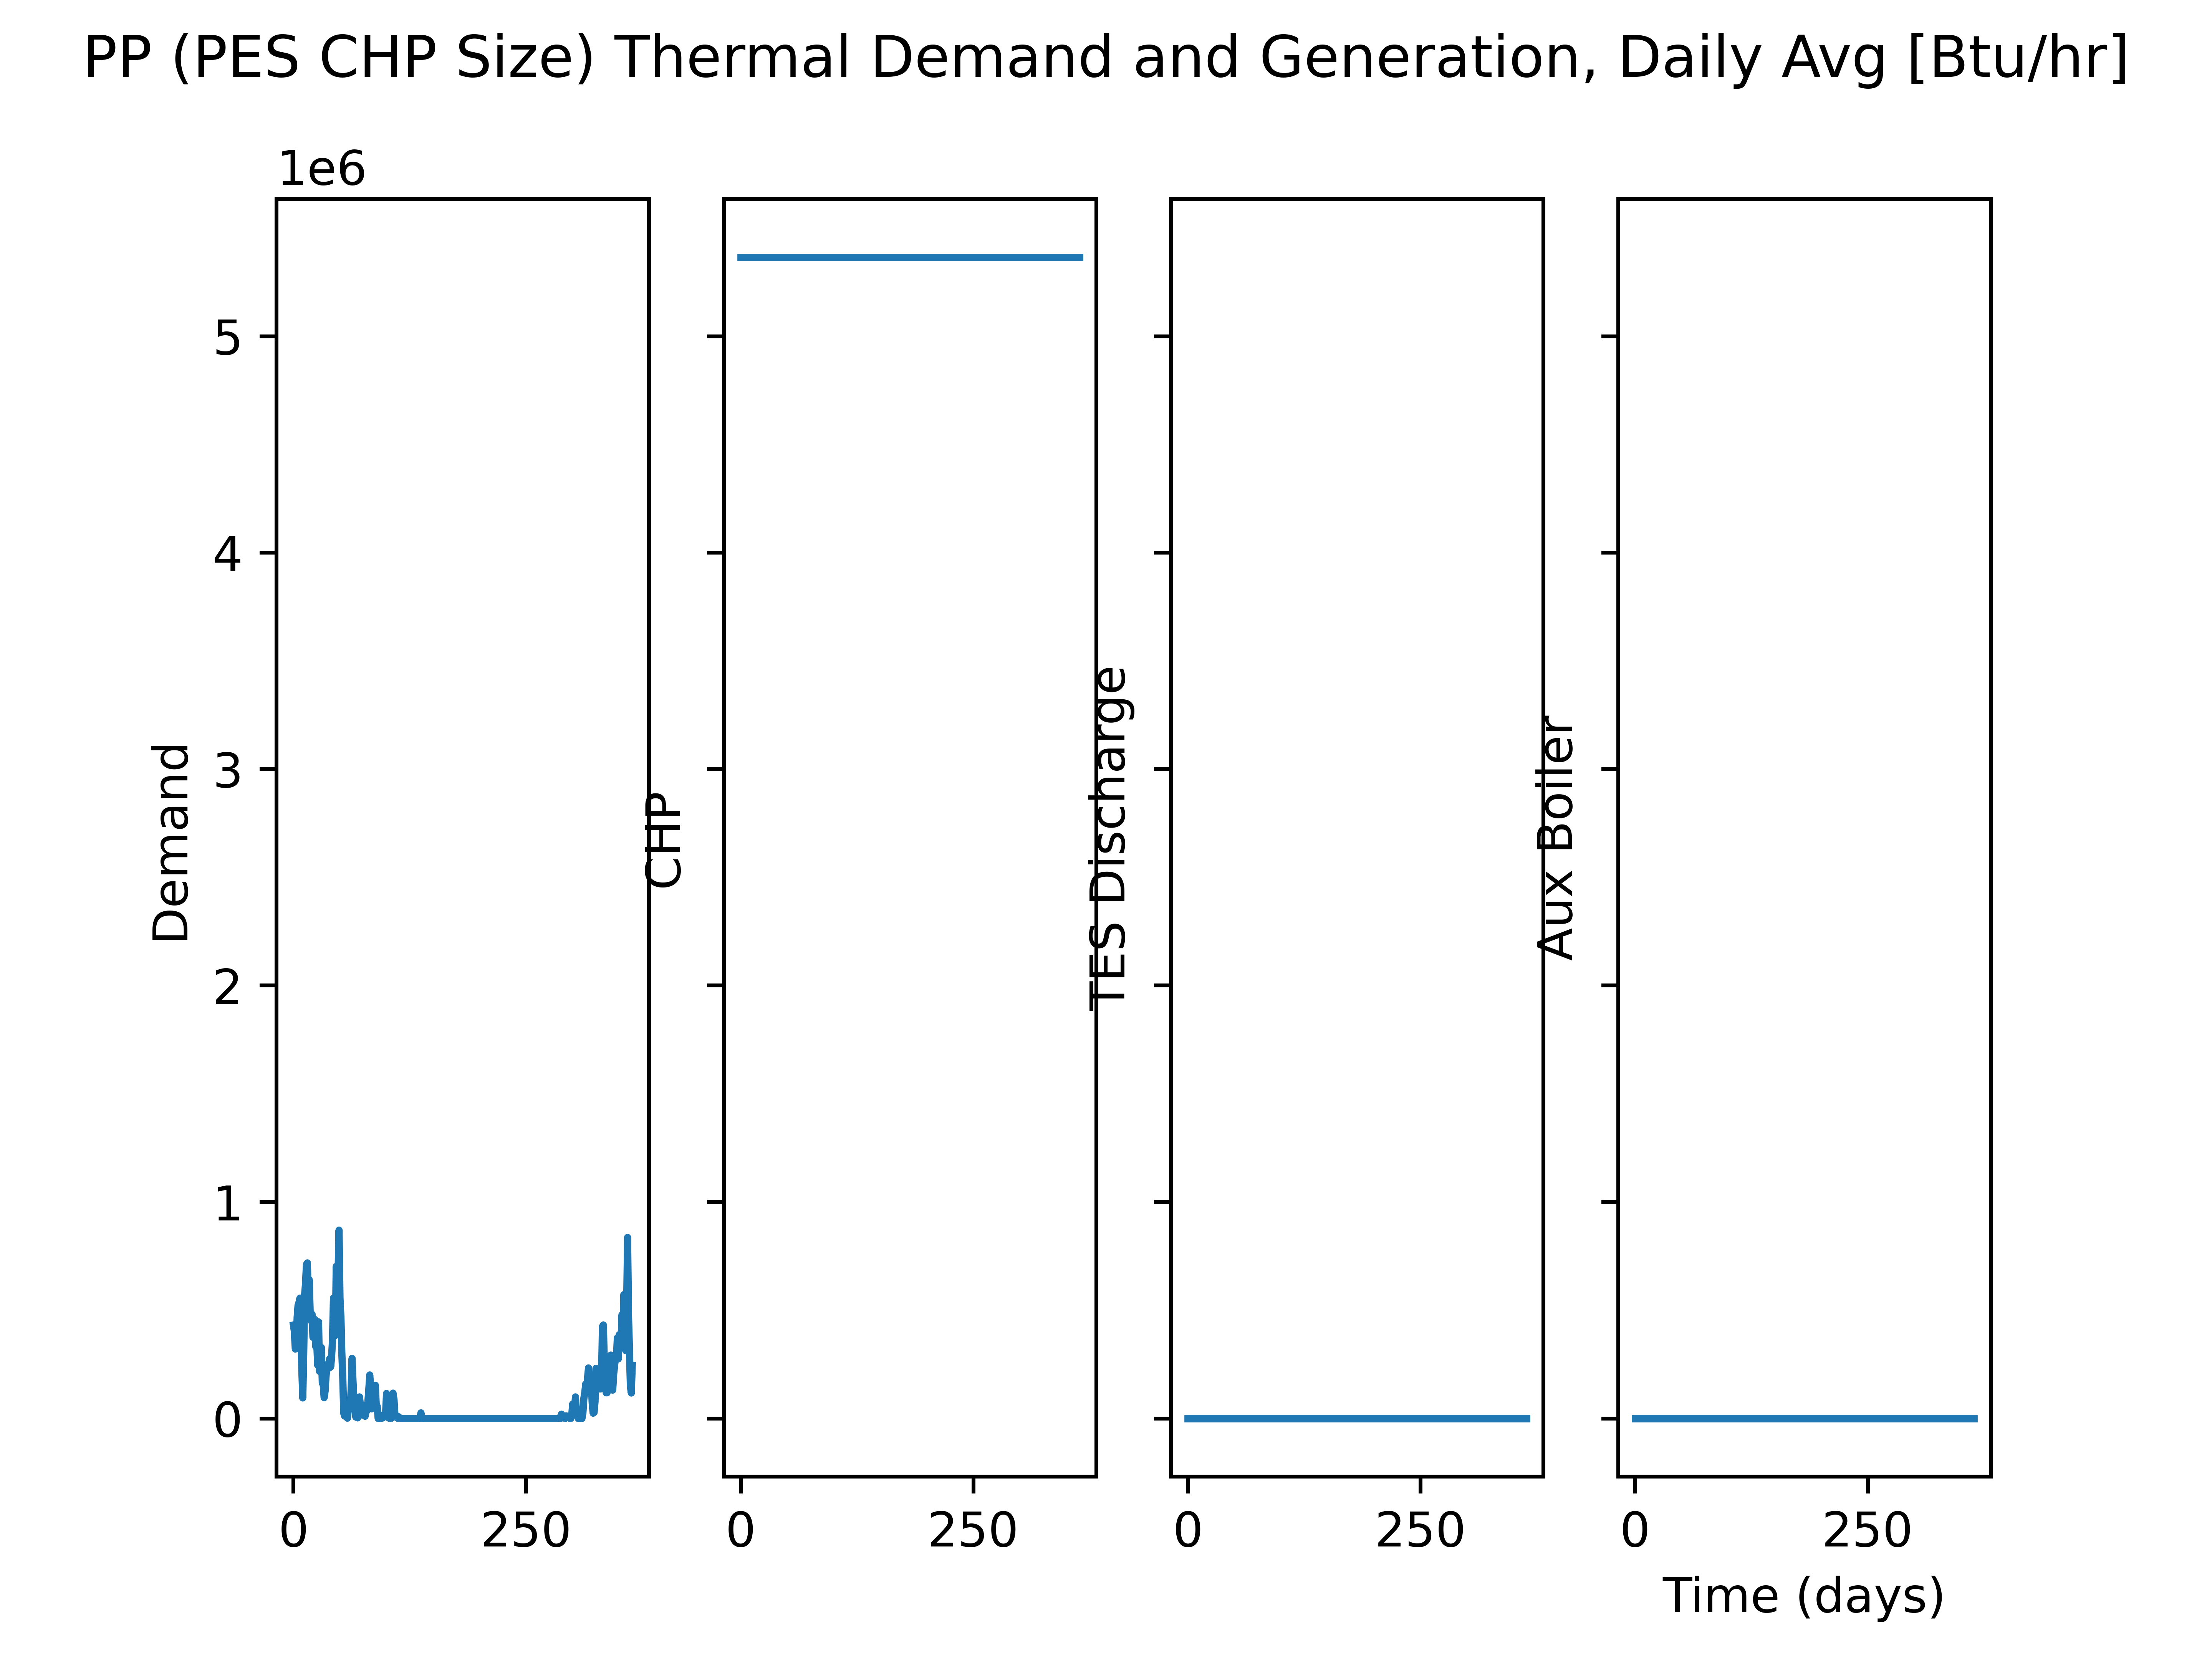 PP (PES CHP Size) Thermal Demand and Generation, Daily Avg [Btu/hr]
1e6
5
4
3
2
1
0
Demand
CHP
TES Discharge
Aux Boiler
0 250 0 250 0 250 0 250
Time (days)